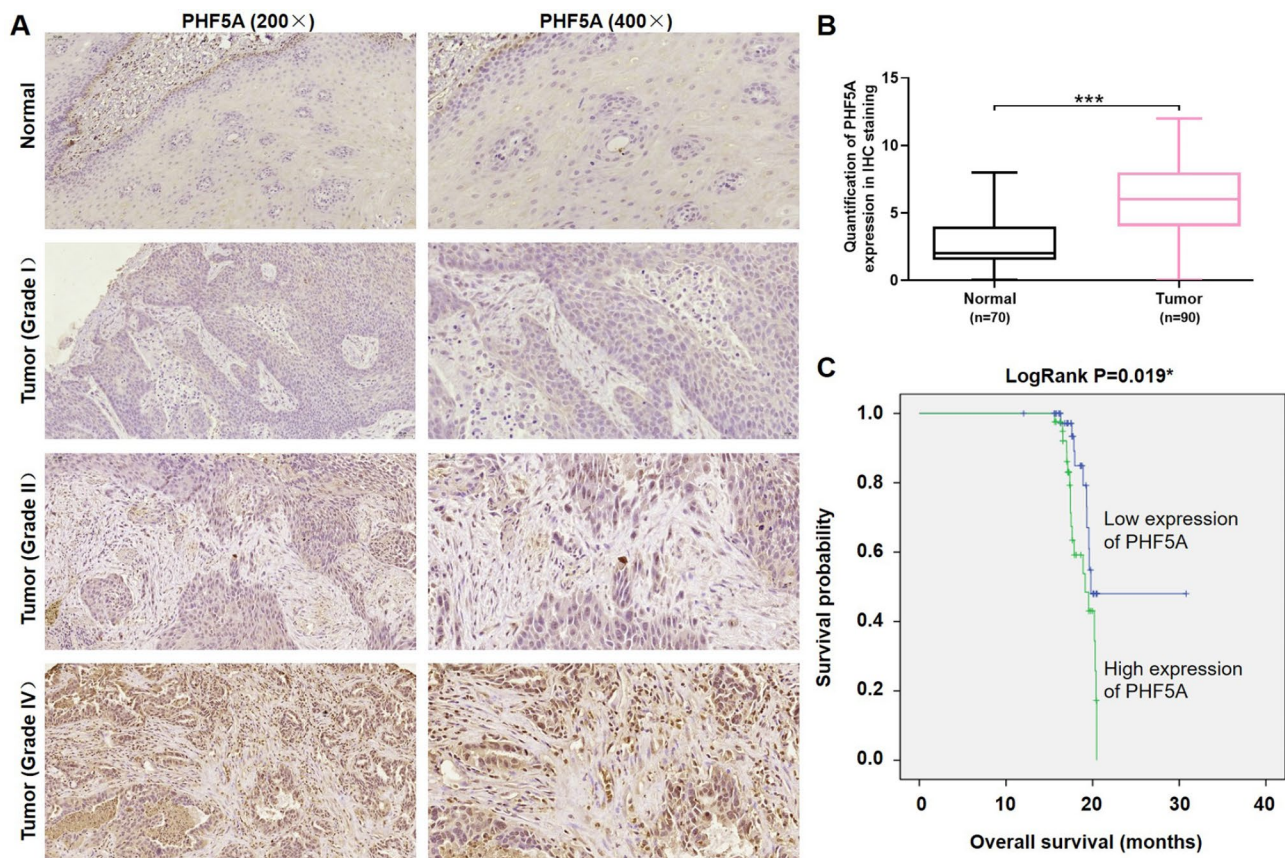 A
PHF5A (200×)
PHF5A (400×)
Normal
Tumor (Grade I)
Tumor (Grade II)
Tumor (Grade IV)
B
Quantification of PHF5A
expression in IHC staining
15
10
5
0
***
Normal
(n=70)
Tumor
(n=90)
C
LogRank P=0.019*
Survival probability
1.0
0.8
0.6
0.4
0.2
0.0
Low expression
of PHF5A
High expression
of PHF5A
0
10
20
30
40
Overall survival (months)